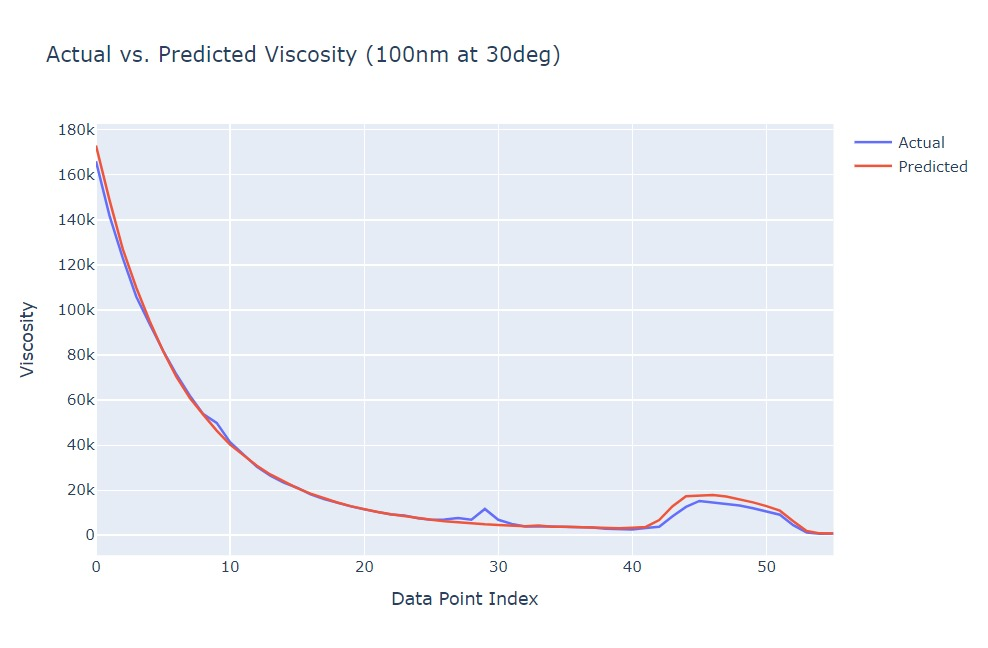 Actual vs. Predicted Viscosity (100nm at 30deg)
180k
160k
140k
120k
100k
80k
60k
40k
20k
0
Viscosity
0 10 20 30 40 50
Data Point Index
Actual
Predicted